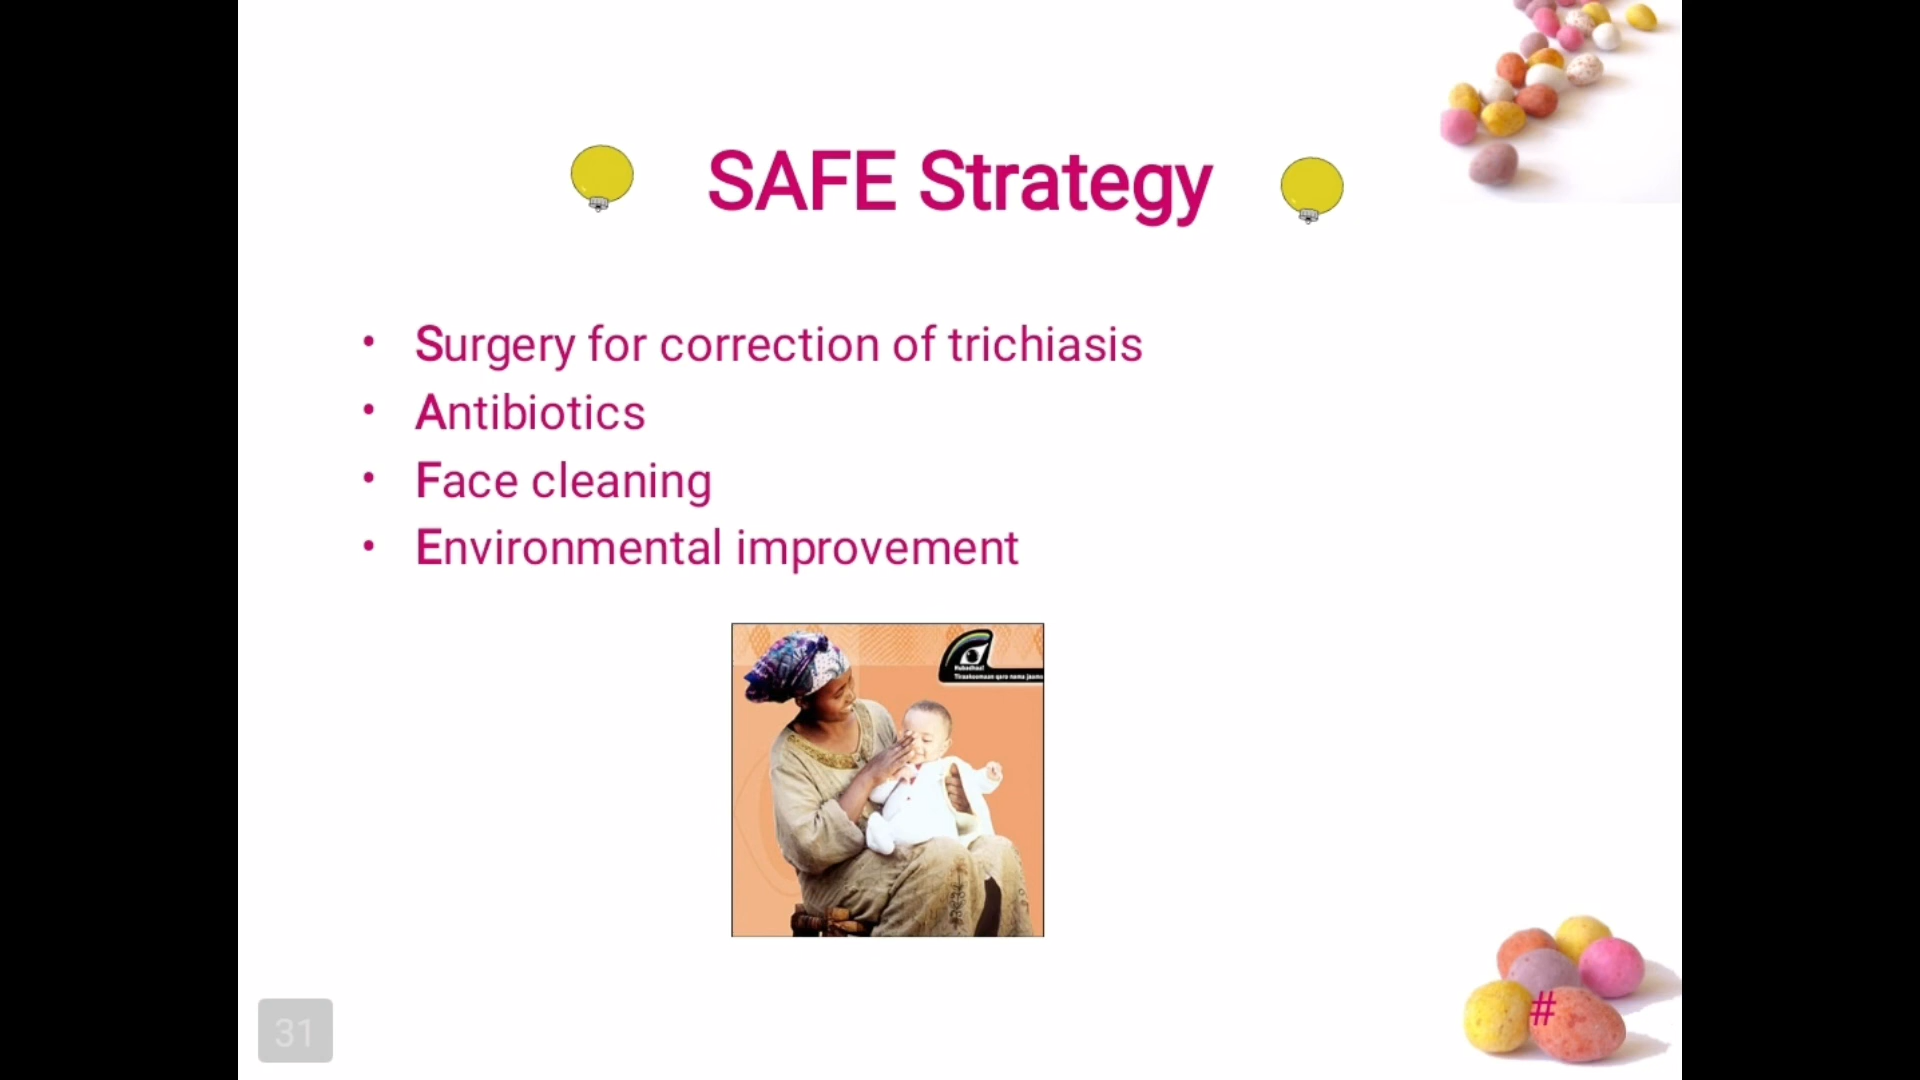 SAFE Strategy
• Surgery for correction of trichiasis
• Antibiotics
• Face cleaning
• Environmental improvement
31
#